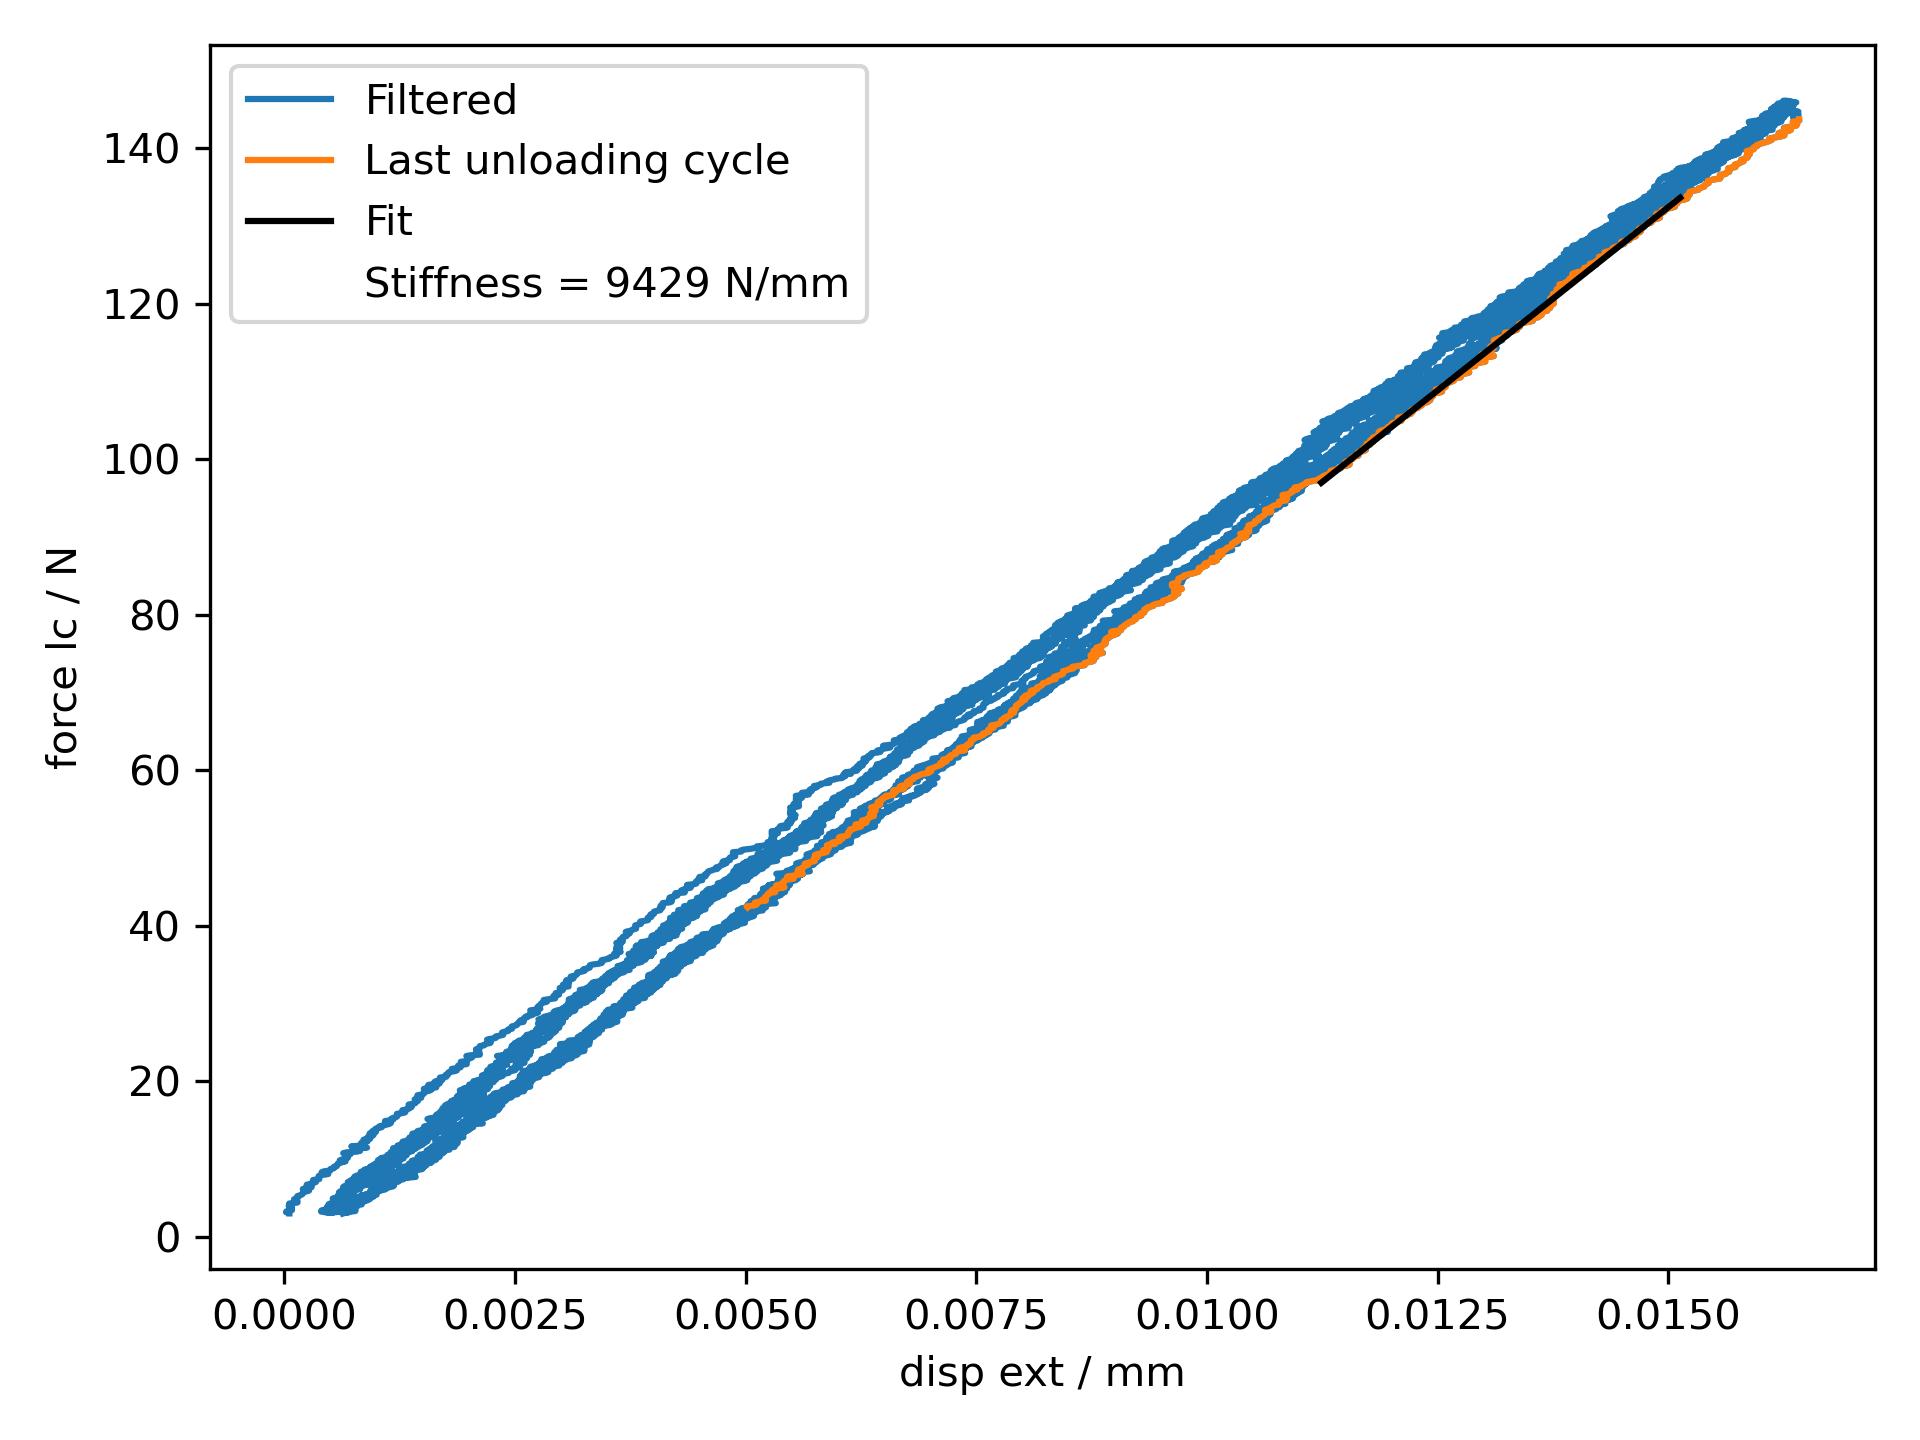 Filtered
Last unloading cycle
Fit
Stiffness = 9429 N/mm
140
120
100
80
60
40
20
0
force lc / N
0.0000 0.0025 0.0050 0.0075 0.0100 0.0125 0.0150
disp ext / mm